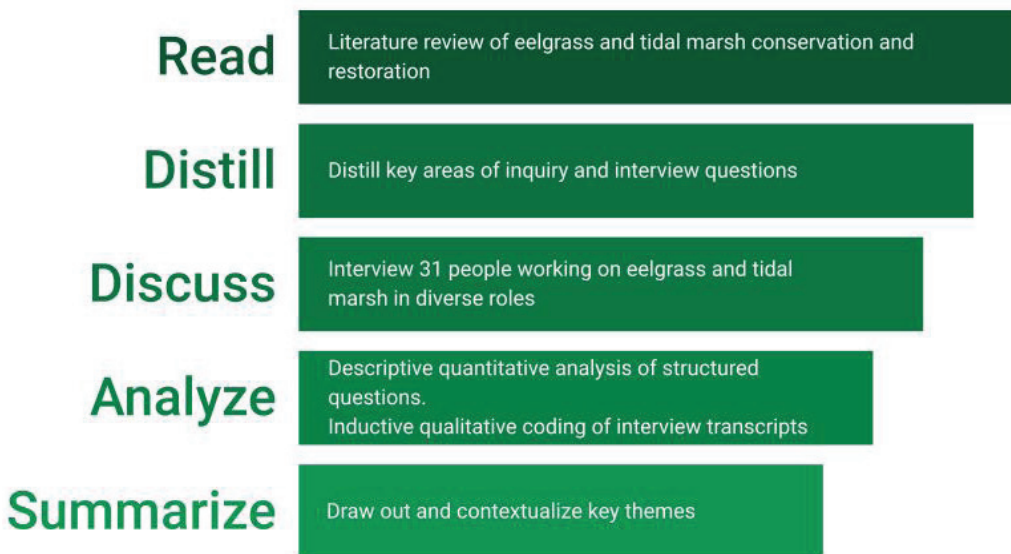 Read
Literature review of eelgrass and tidal marsh conservation and
restoration
Distill
Distill key areas of inquiry and interview questions
Discuss
Interview 31 people working on eelgrass and tidal
marsh in diverse roles
Analyze
Descriptive quantitative analysis of structured
questions.
Inductive qualitative coding of interview transcripts
Summarize
Draw out and contextualize key themes